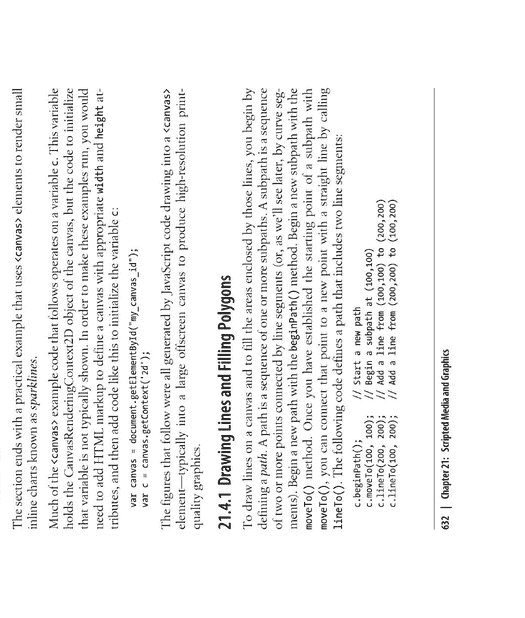 The section ends with a practical example that uses <canvas> elements to render small
inline charts known as sparklines.
Much of the <canvas> example code that follows operates on a variable c. This variable
holds the CanvasRenderingContext2D object of the canvas, but the code to initialize
that variable is not typically shown. In order to make these examples run, you would
need to add HTML markup to define a canvas with appropriate width and height at-
tributes, and then add code like this to initialize the variable c:
var canvas = document.getElementById("my_canvas_id");
var c = canvas.getContext('2d');
The figures that follow were all generated by JavaScript code drawing into a <canvas>
element—typically into a large offscreen canvas to produce high-resolution print-
quality graphics.
21.4.1 Drawing Lines and Filling Polygons
To draw lines on a canvas and to fill the areas enclosed by those lines, you begin by
defining a path. A path is a sequence of one or more subpaths. A subpath is a sequence
of two or more points connected by line segments (or, as we'll see later, by curve seg-
ments). Begin a new path with the beginPath() method. Begin a new subpath with the
moveTo() method. Once you have established the starting point of a subpath with
moveTo(), you can connect that point to a new point with a straight line by calling
lineTo(). The following code defines a path that includes two line segments:
c.beginPath(); // Start a new path
c.moveTo(100, 100); // Begin a subpath at (100,100)
c.lineTo(200, 200); // Add a line from (100,100) to (200,200)
c.lineTo(100, 200); // Add a line from (200,200) to (100,200)
632 | Chapter 21: Scripted Media and Graphics